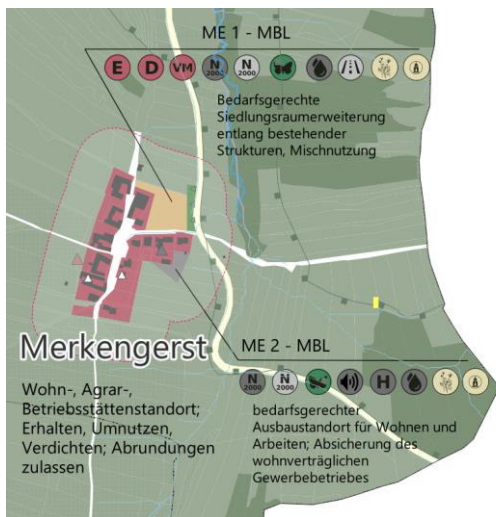 ME 1 - MBL
E D VM N 2000 N 2000
Bedarfsgerechte
Siedlungsraumerweiterung
entlang bestehender
Strukturen, Mischnutzung
Merkengerst
Wohn-, Agrar-,
Betriebsstättenstandort;
Erhalten, Umnutzen,
Verdichten; Abrundungen
zulassen
ME 2 - MBL
N 2000 N 2000 H
bedarfsgerechter
Ausbaustandort für Wohnen und
Arbeiten; Absicherung des
wohnverträglichen
Gewerbebetriebes